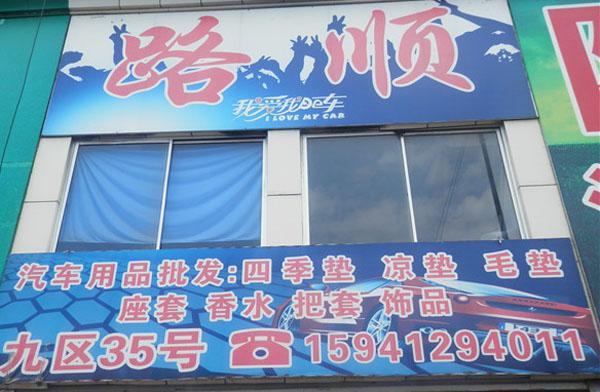 路顺
我爱我的车
I LOVE MY CAR
汽车用品批发:四季垫 凉垫 毛垫
座套 香水 把套 饰品
九区35号 ☎15941294011